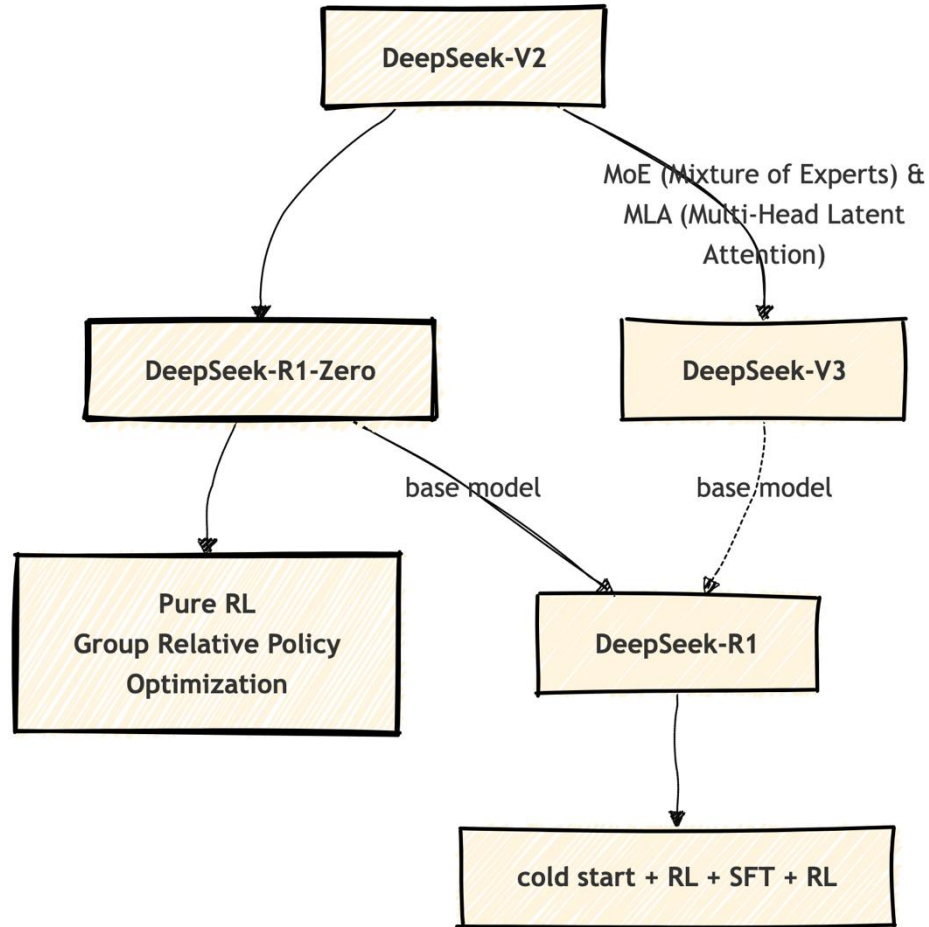 DeepSeek-V2
MoE (Mixture of Experts) &
MLA (Multi-Head Latent
Attention)
DeepSeek-R1-Zero
DeepSeek-V3
base model
base model
Pure RL
Group Relative Policy
Optimization
DeepSeek-R1
cold start + RL + SFT + RL